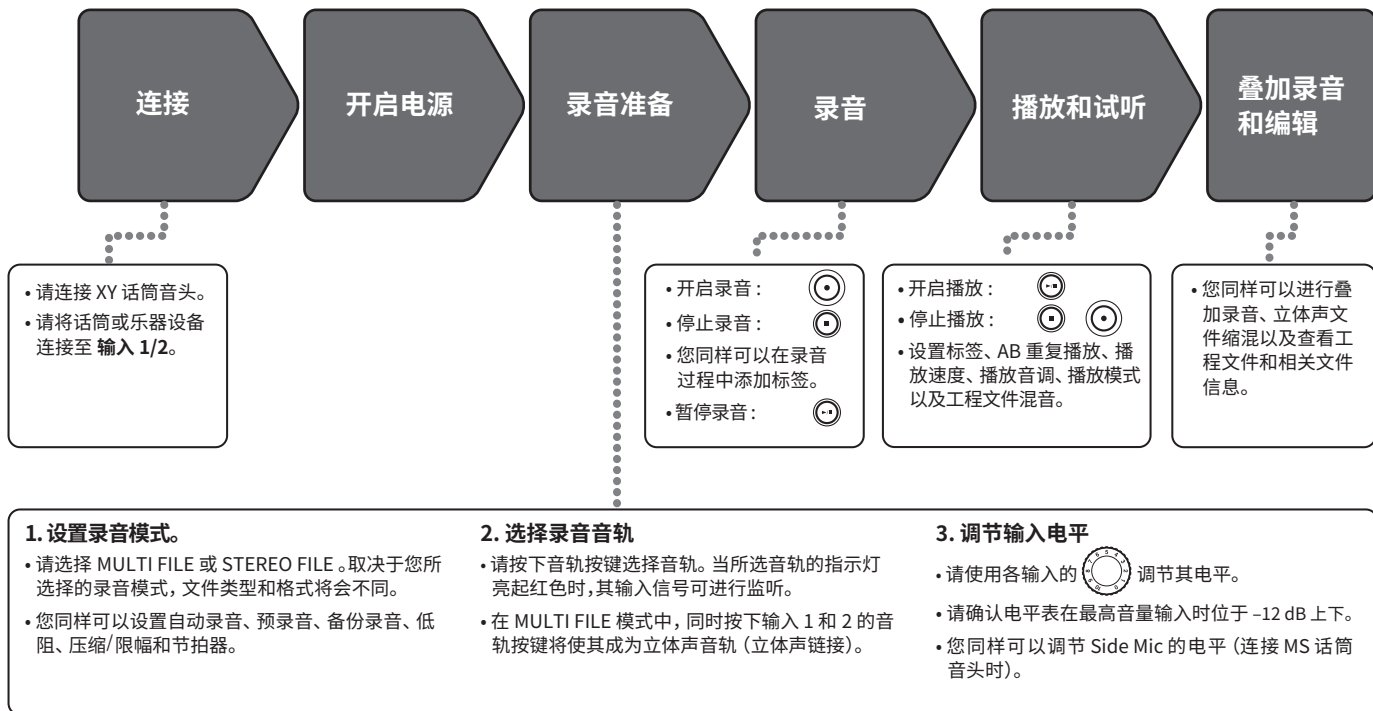 连接
开启电源
录音准备
录音
播放和试听
叠加录音
和编辑
• 请连接 XY 话筒音头。
• 请将话筒或乐器设备
连接至 输入 1/2。
• 开启录音：
• 停止录音：
• 您同样可以在录音
过程中添加标签。
• 暂停录音：
• 开启播放：
• 停止播放：
• 设置标签、AB 重复播放、播
放速度、播放音调、播放模式
以及工程文件混音。
• 您同样可以进行叠
加录音、立体声文
件缩混以及查看工
程文件和相关文件
信息。
1. 设置录音模式。
• 请选择 MULTI FILE 或 STEREO FILE 。取决于您所
选择的录音模式，文件类型和格式将会不同。
• 您同样可以设置自动录音、预录音、备份录音、低
阻、压缩/限幅和节拍器。
2. 选择录音音轨
• 请按下音轨按键选择音轨。当所选音轨的指示灯
亮起红色时，其输入信号可进行监听。
• 在 MULTI FILE 模式中，同时按下输入 1 和 2 的音
轨按键将使其成为立体声音轨（立体声链接）。
3. 调节输入电平
• 请使用各输入的 调节其电平。
• 请确认电平表在最高音量输入时位于 –12 dB 上下。
• 您同样可以调节 Side Mic 的电平（连接 MS 话筒
音头时）。